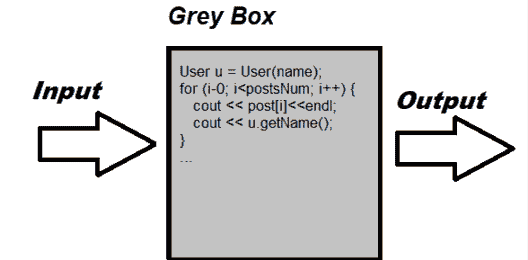 Grey Box
Input
User u = User(name);
for (i-0; i<postsNum; i++) {
cout << post[i]<<endl;
cout << u.getName();
}
...
Output